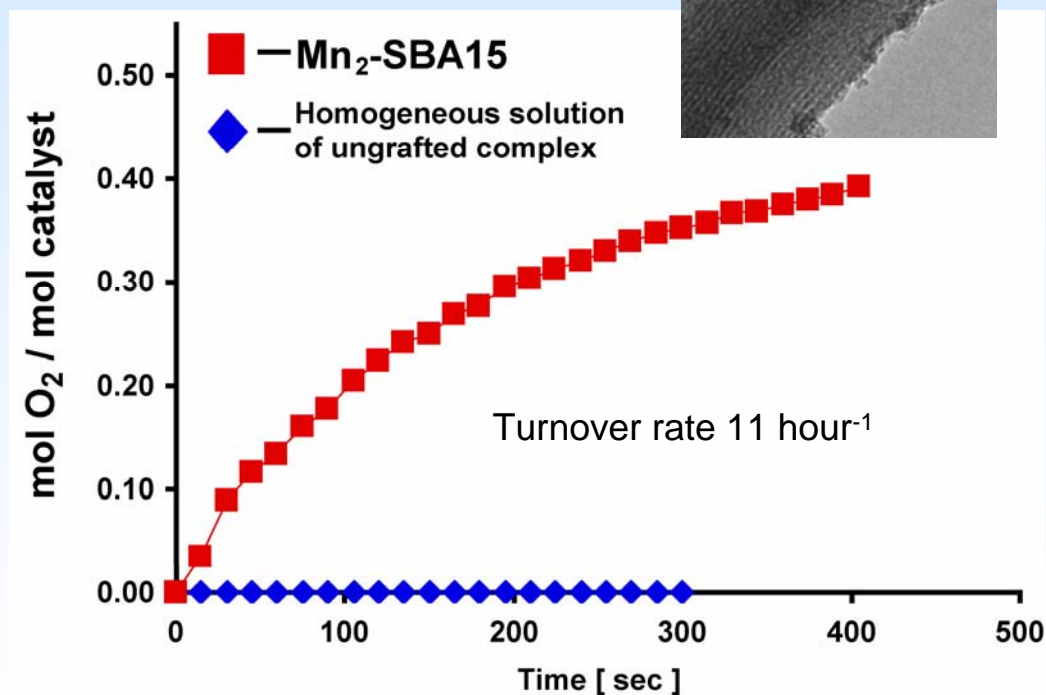 Mn₂-SBA15
Homogeneous solution
of ungrafted complex
mol O₂ / mol catalyst
0.50
0.40
0.30
0.20
0.10
0.00
Turnover rate 11 hour⁻¹
0 100 200 300 400 500
Time [ sec ]